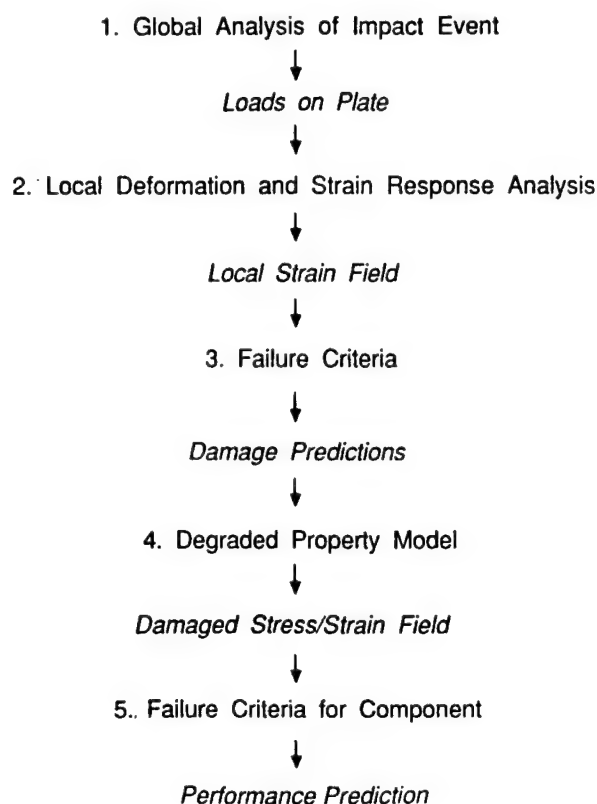 1. Global Analysis of Impact Event
Loads on Plate
2. Local Deformation and Strain Response Analysis
Local Strain Field
3. Failure Criteria
Damage Predictions
4. Degraded Property Model
Damaged Stress/Strain Field
5.. Failure Criteria for Component
Performance Prediction